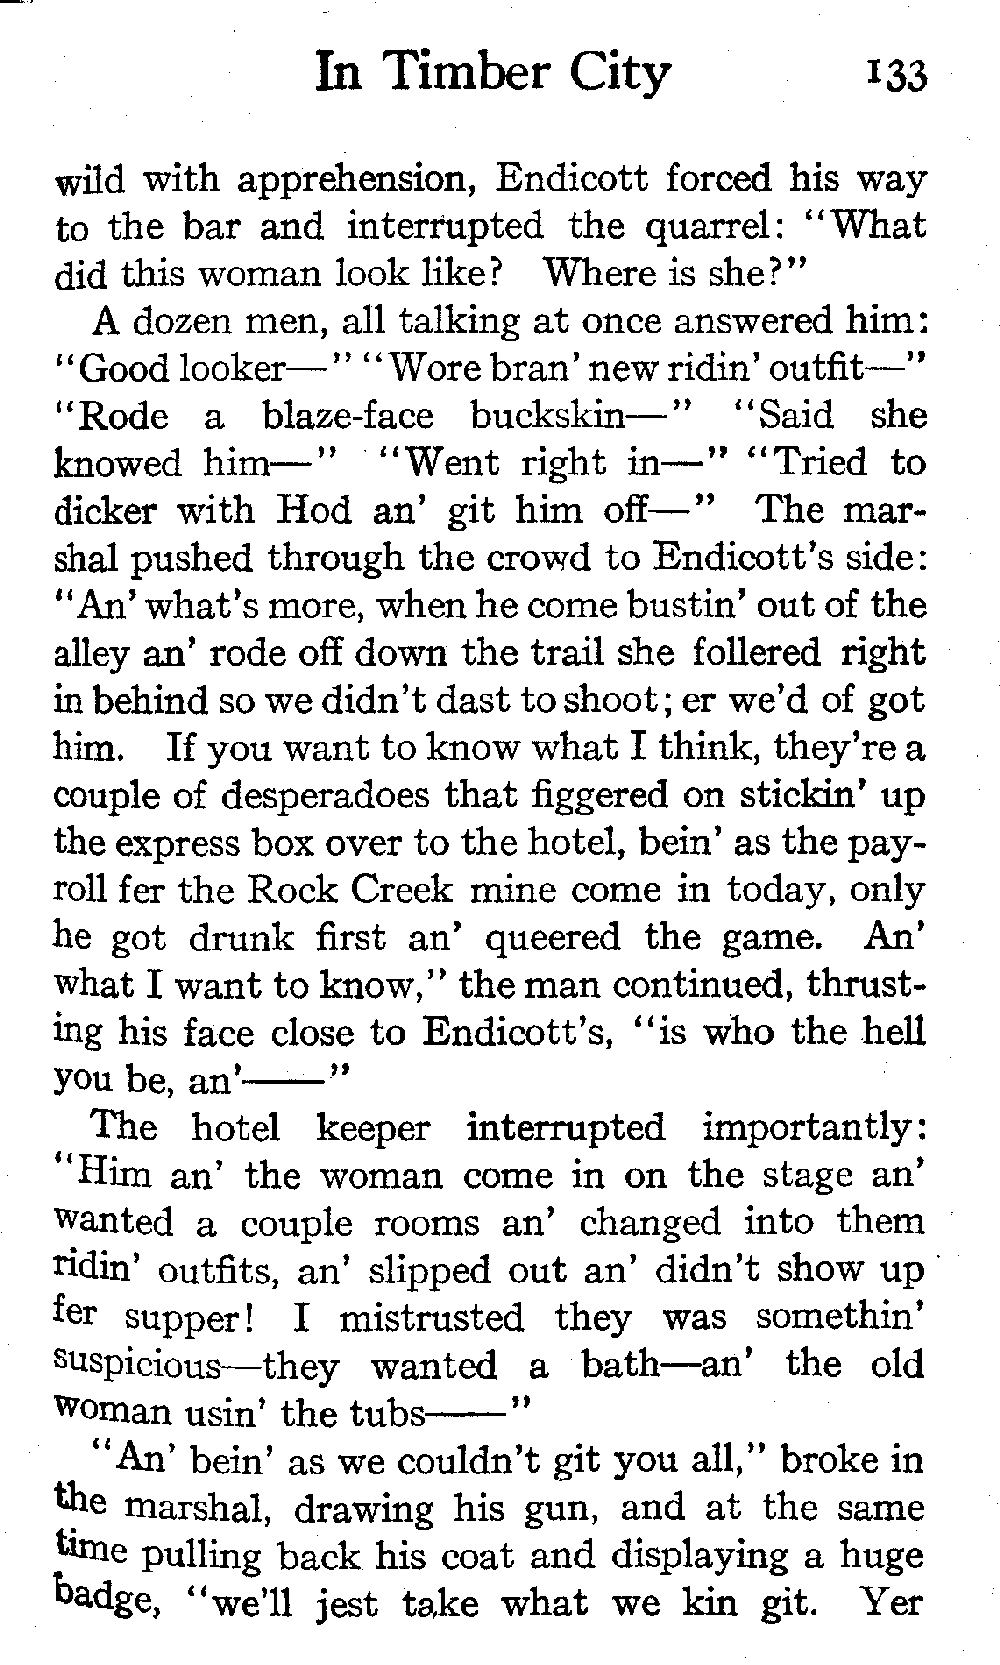 In Timber City 133
wild with apprehension, Endicott forced his way
to the bar and interrupted the quarrel: "What
did this woman look like? Where is she?"
A dozen men, all talking at once answered him:
"Good looker—" "Wore bran' new ridin' outfit—"
"Rode a blaze-face buckskin—" "Said she
knowed him—" "Went right in—" "Tried to
dicker with Hod an' git him off—" The mar-
shal pushed through the crowd to Endicott's side:
"An' what's more, when he come bustin' out of the
alley an' rode off down the trail she follered right
in behind so we didn't dast to shoot; er we'd of got
him. If you want to know what I think, they're a
couple of desperadoes that figgered on stickin' up
the express box over to the hotel, bein' as the pay-
roll fer the Rock Creek mine come in today, only
he got drunk first an' queered the game. An'
what I want to know," the man continued, thrust-
ing his face close to Endicott's, "is who the hell
you be, an'——"
The hotel keeper interrupted importantly:
"Him an' the woman come in on the stage an'
wanted a couple rooms an' changed into them
ridin' outfits, an' slipped out an' didn't show up
fer supper! I mistrusted they was somethin'
suspicious—they wanted a bath—an' the old
woman usin' the tubs——"
"An' bein' as we couldn't git you all," broke in
the marshal, drawing his gun, and at the same
time pulling back his coat and displaying a huge
badge, "we'll jest take what we kin git. Yer